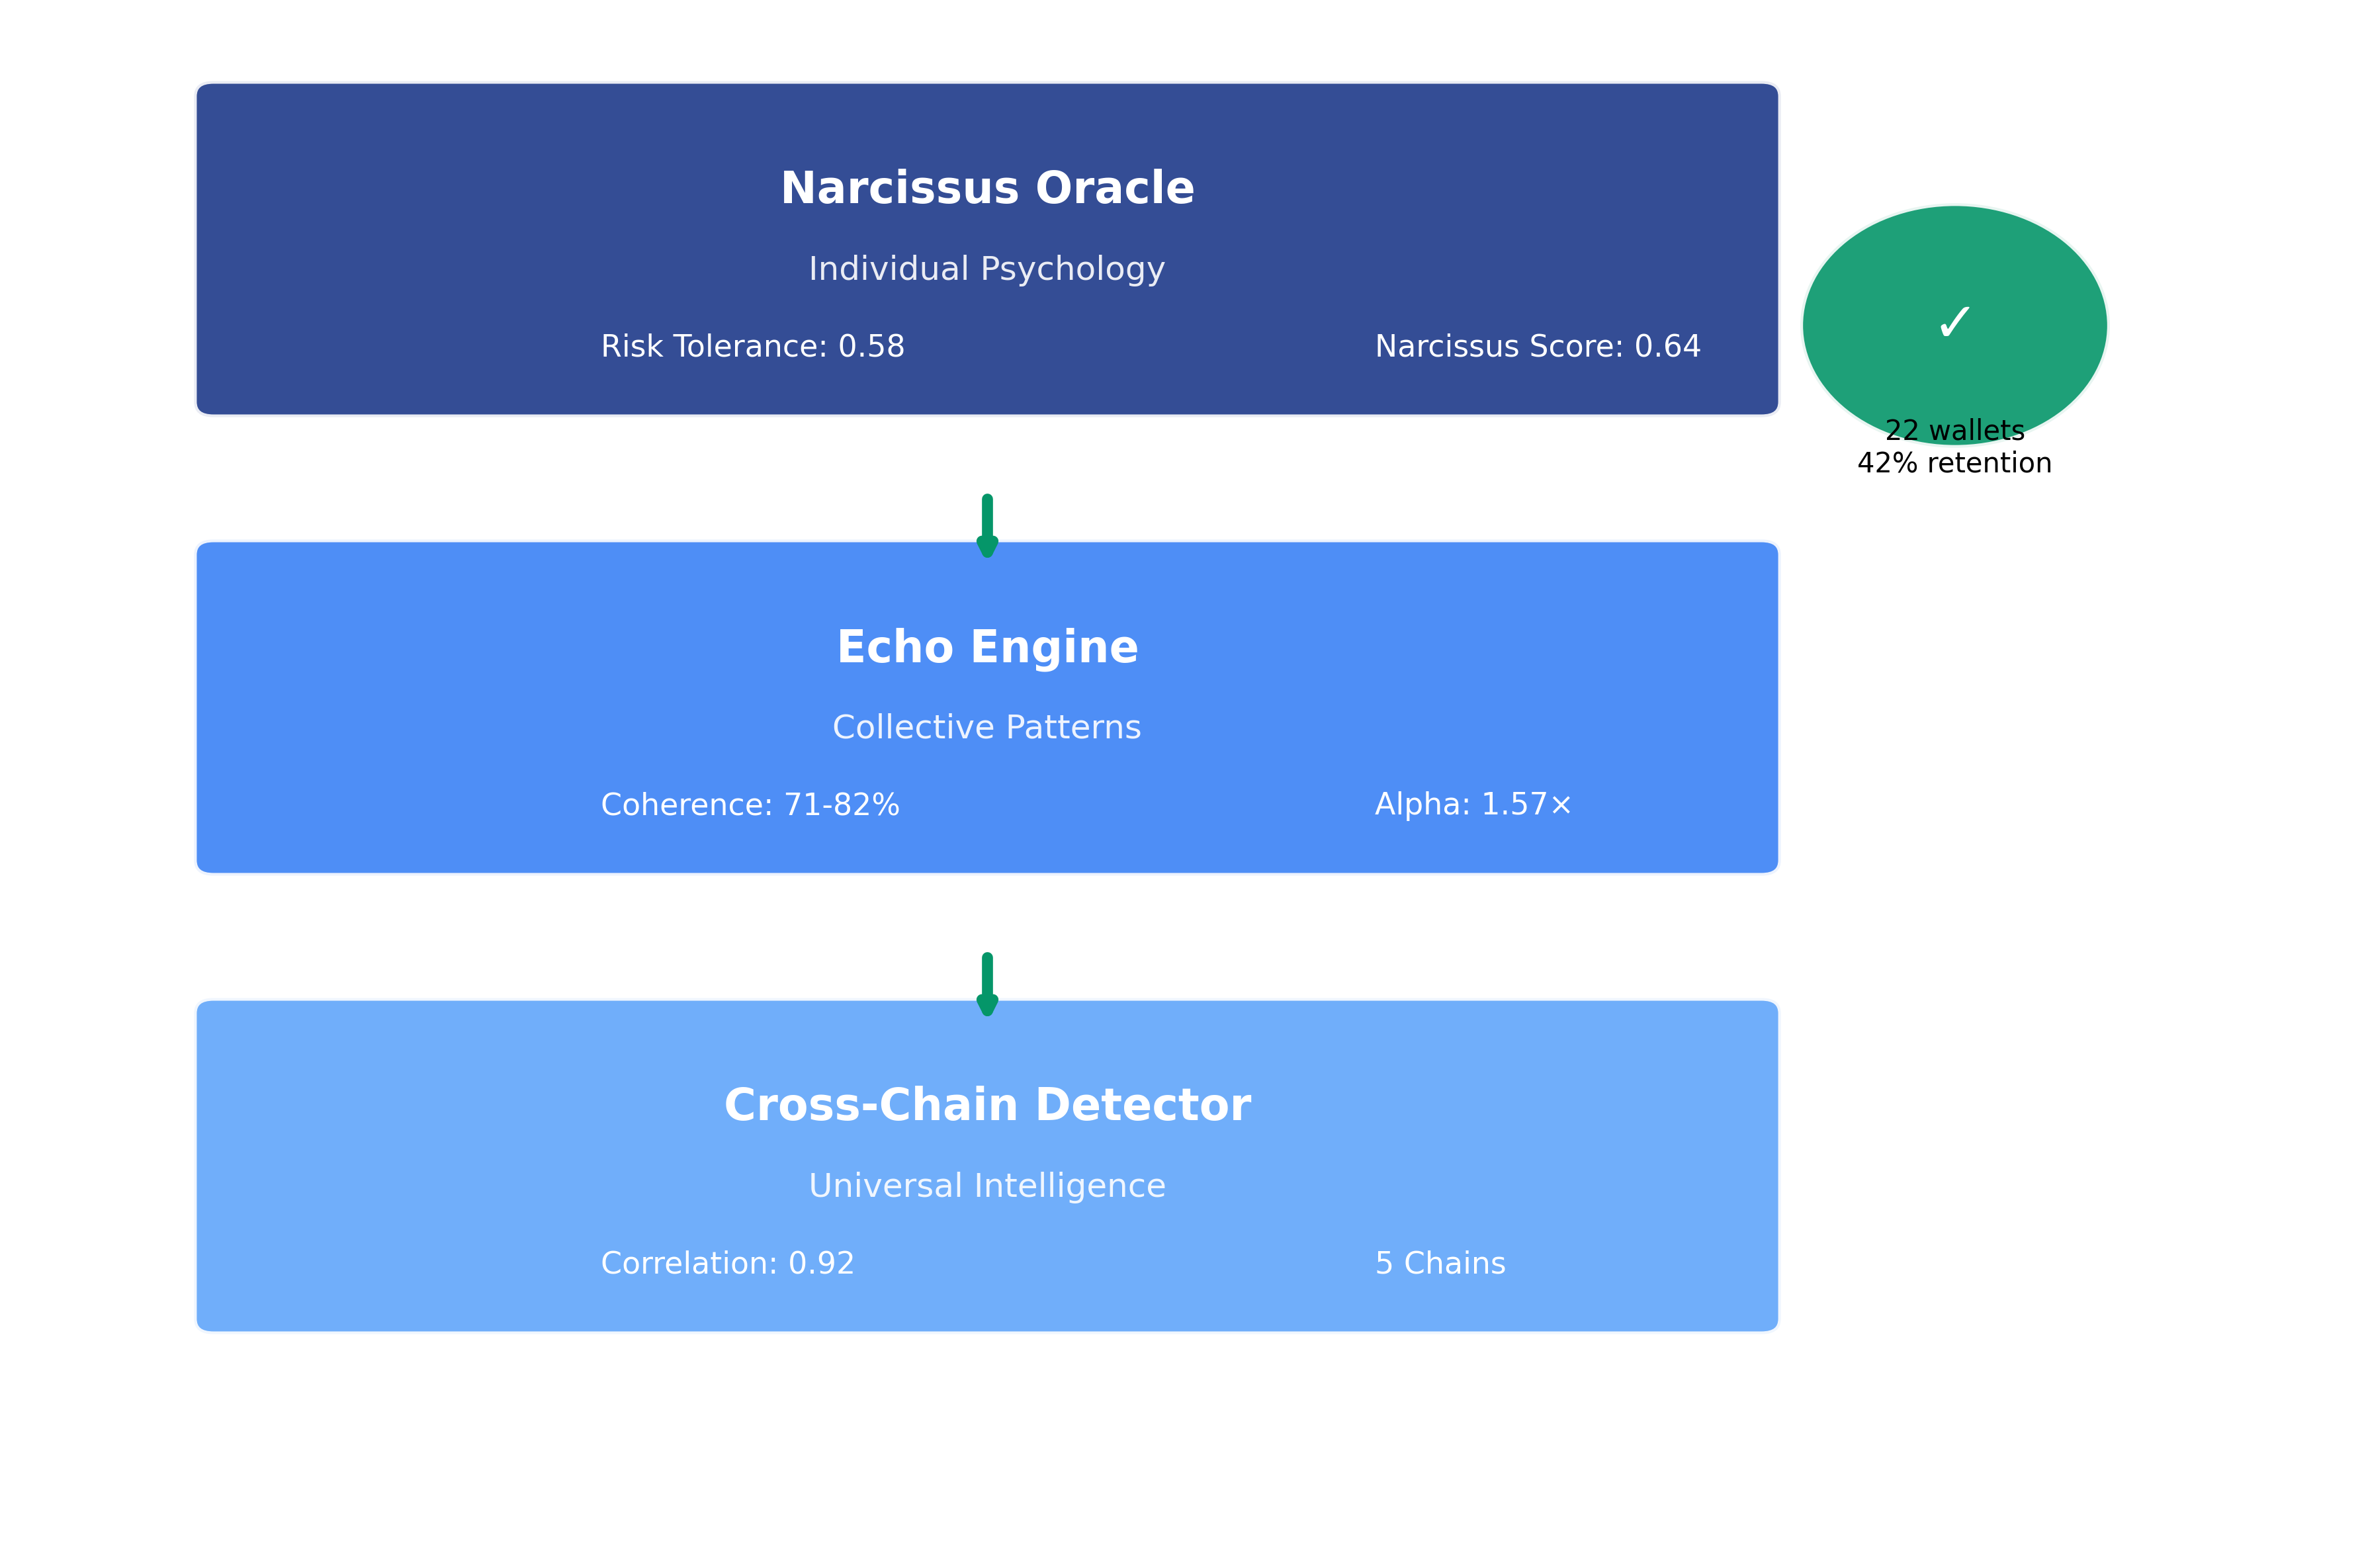 Narcissus Oracle
Individual Psychology
Risk Tolerance: 0.58
Narcissus Score: 0.64
✓
22 wallets
42% retention
Echo Engine
Collective Patterns
Coherence: 71-82%
Alpha: 1.57×
Cross-Chain Detector
Universal Intelligence
Correlation: 0.92
5 Chains